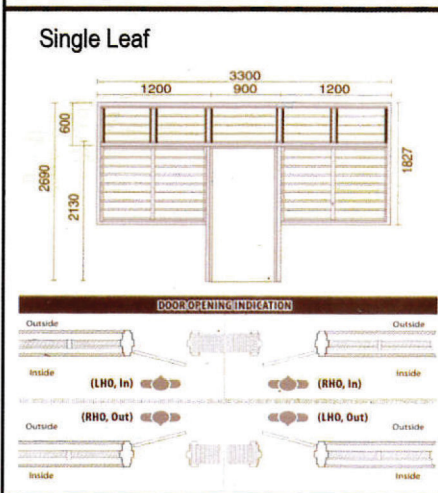 Single Leaf
3300
1200 900 1200
600
2690
2130
1827
DOOR OPENING INDICATION
Outside Outside
Inside Inside
(LHO, In) (RHO, In)
(RHO, Out) (LHO, Out)
Outside Outside
Inside Inside